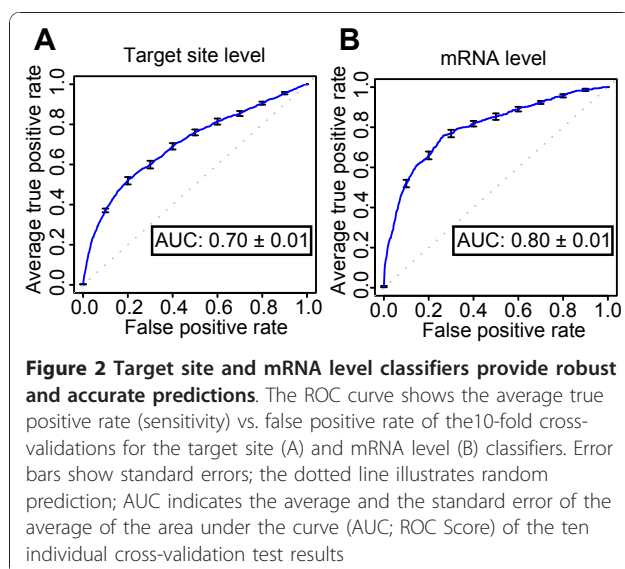 A
Target site level
Average true positive rate
0.0 0.2 0.4 0.6 0.8 1.0
AUC: 0.70 ± 0.01
0.0 0.2 0.4 0.6 0.8 1.0
False positive rate
B
mRNA level
Average true positive rate
0.0 0.2 0.4 0.6 0.8 1.0
AUC: 0.80 ± 0.01
0.0 0.2 0.4 0.6 0.8 1.0
False positive rate
Figure 2 Target site and mRNA level classifiers provide robust
and accurate predictions. The ROC curve shows the average true
positive rate (sensitivity) vs. false positive rate of the10-fold cross-
validations for the target site (A) and mRNA level (B) classifiers. Error
bars show standard errors; the dotted line illustrates random
prediction; AUC indicates the average and the standard error of the
average of the area under the curve (AUC; ROC Score) of the ten
individual cross-validation test results